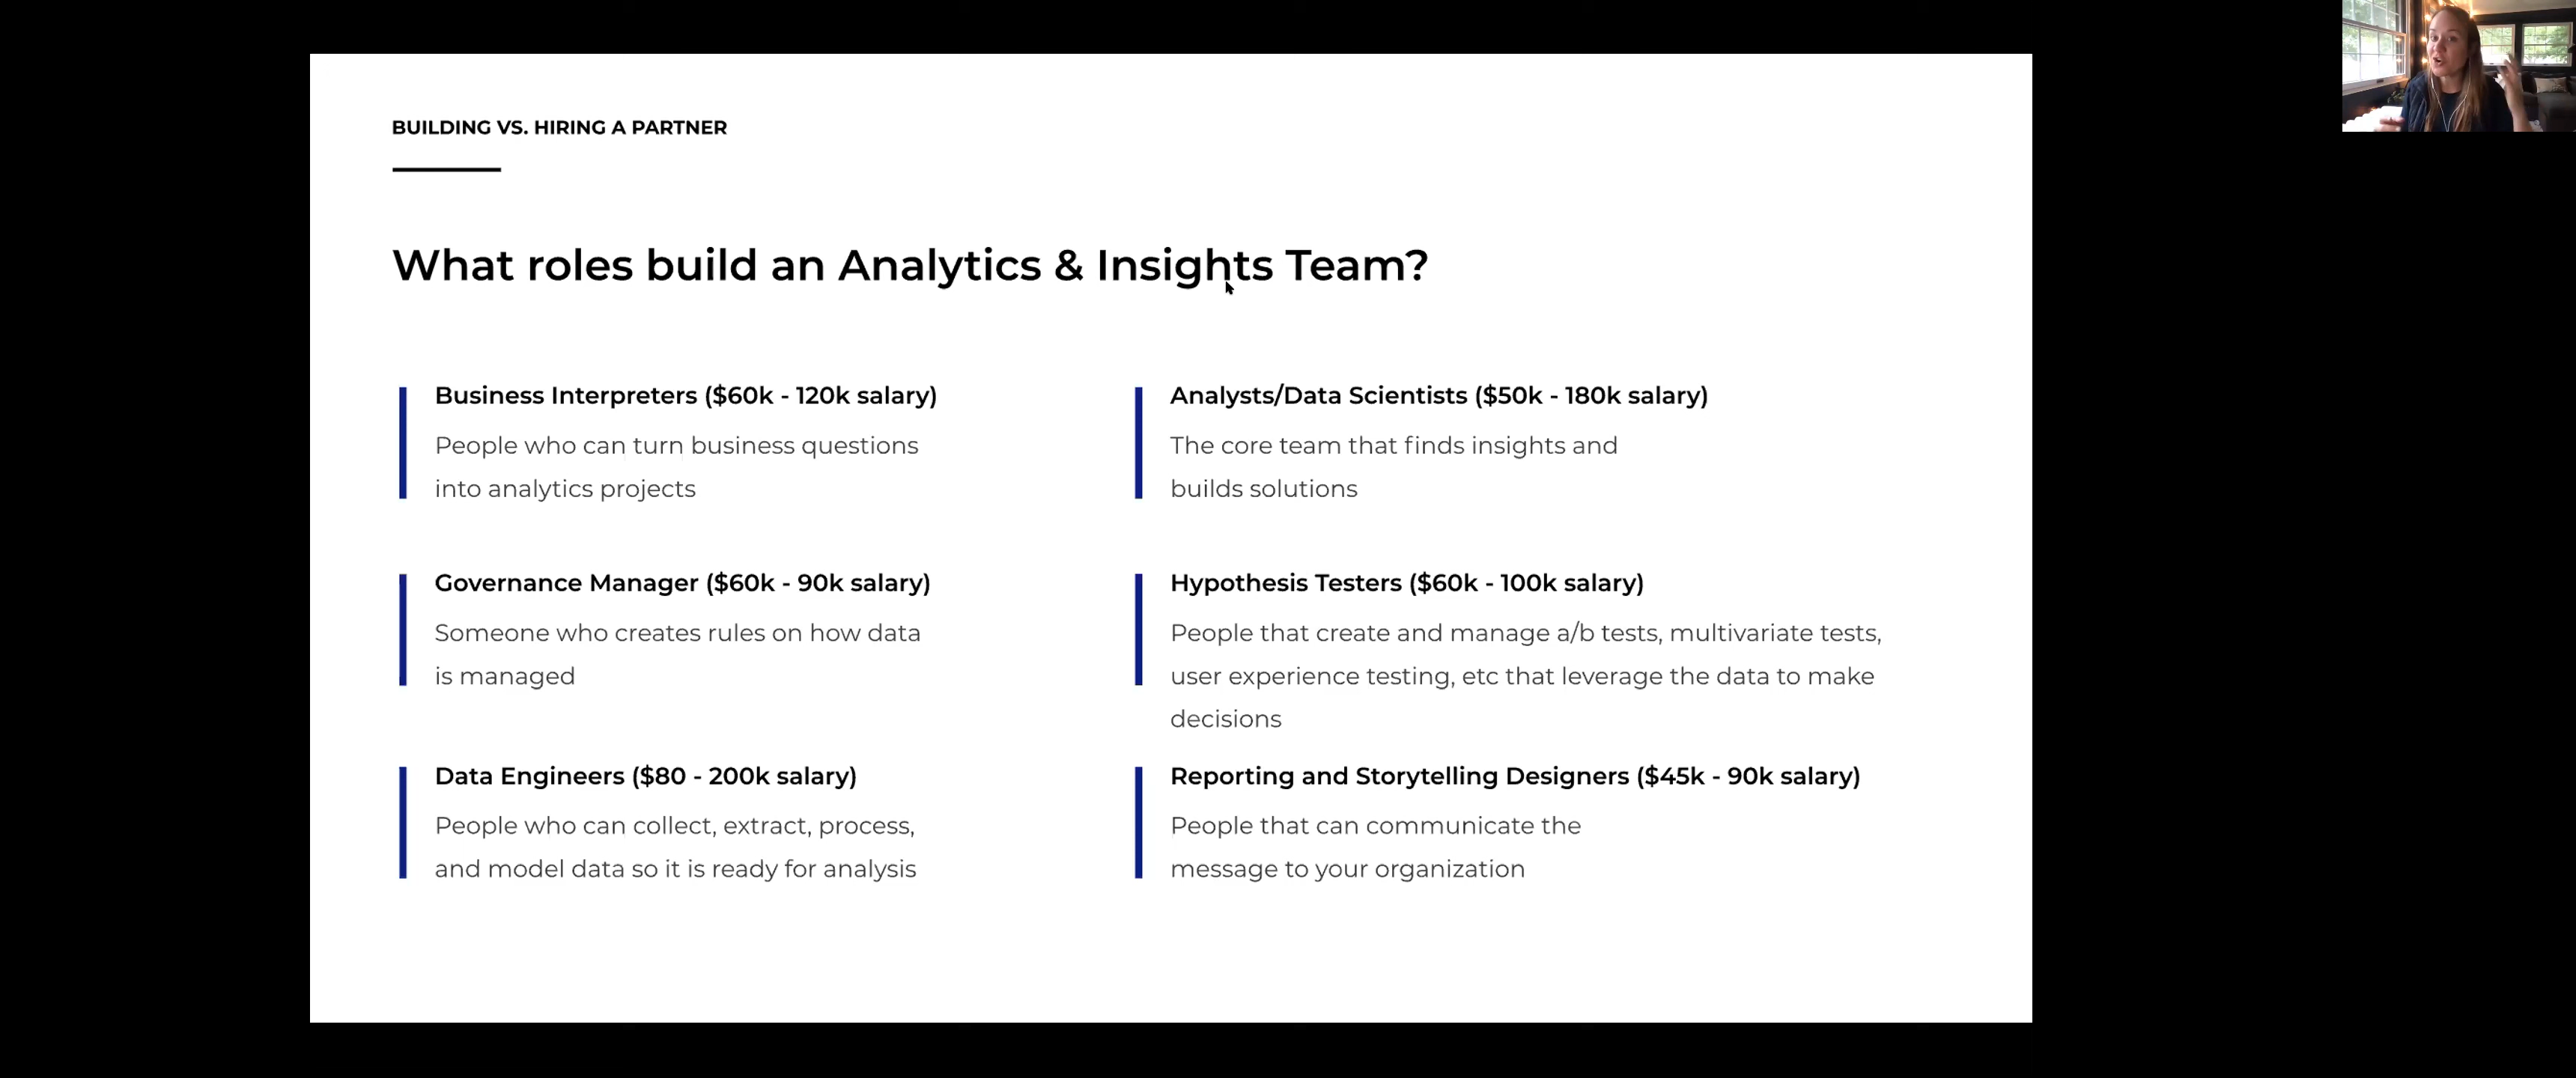 BUILDING VS. HIRING A PARTNER
What roles build an Analytics & Insights Team?
Business Interpreters ($60k - 120k salary)
People who can turn business questions
into analytics projects
Governance Manager ($60k - 90k salary)
Someone who creates rules on how data
is managed
Data Engineers ($80 - 200k salary)
People who can collect, extract, process,
and model data so it is ready for analysis
Analysts/Data Scientists ($50k - 180k salary)
The core team that finds insights and
builds solutions
Hypothesis Testers ($60k - 100k salary)
People that create and manage a/b tests, multivariate tests,
user experience testing, etc that leverage the data to make
decisions
Reporting and Storytelling Designers ($45k - 90k salary)
People that can communicate the
message to your organization